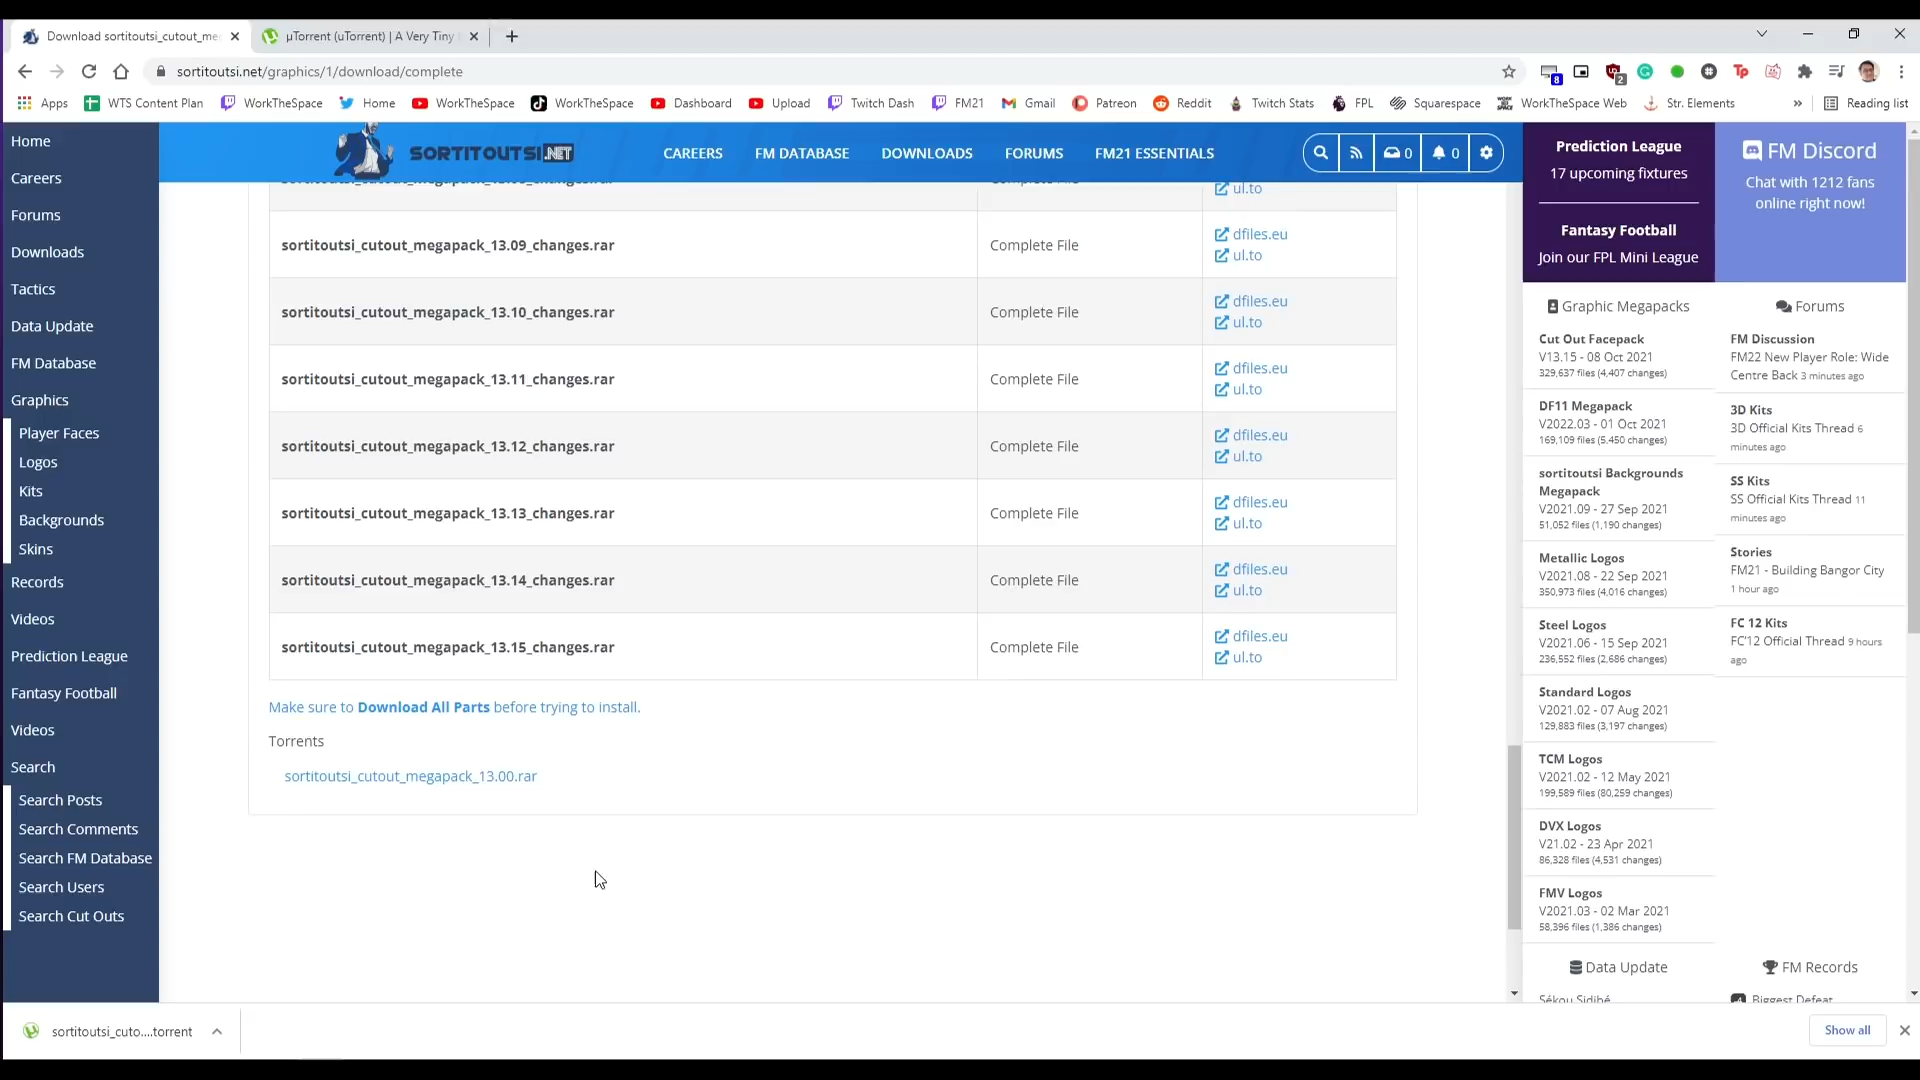 Download sortitoutsi_cutout_me
µTorrent (uTorrent) | A Very Tiny
sortitoutsi.net/graphics/1/download/complete
8
2
Tp
Apps
WTS Content Plan
WorkTheSpace
Home
WorkTheSpace
WorkTheSpace
Dashboard
Upload
Twitch Dash
FM21
Gmail
Patreon
Reddit
Twitch Stats
FPL
Squarespace
WorkTheSpace Web
Str. Elements
»
Reading list
Home
Careers
Forums
Downloads
Tactics
Data Update
FM Database
Graphics
Player Faces
Logos
Kits
Backgrounds
Skins
Records
Videos
Prediction League
Fantasy Football
Videos
Search
Search Posts
Search Comments
Search FM Database
Search Users
Search Cut Outs
SORTITOUTSI.NET
CAREERS
FM DATABASE
DOWNLOADS
FORUMS
FM21 ESSENTIALS
0
0
ul.to
sortitoutsi_cutout_megapack_13.09_changes.rar
Complete File
dfiles.eu
ul.to
sortitoutsi_cutout_megapack_13.10_changes.rar
Complete File
dfiles.eu
ul.to
sortitoutsi_cutout_megapack_13.11_changes.rar
Complete File
dfiles.eu
ul.to
sortitoutsi_cutout_megapack_13.12_changes.rar
Complete File
dfiles.eu
ul.to
sortitoutsi_cutout_megapack_13.13_changes.rar
Complete File
dfiles.eu
ul.to
sortitoutsi_cutout_megapack_13.14_changes.rar
Complete File
dfiles.eu
ul.to
sortitoutsi_cutout_megapack_13.15_changes.rar
Complete File
dfiles.eu
ul.to
Make sure to Download All Parts before trying to install.
Torrents
sortitoutsi_cutout_megapack_13.00.rar
Prediction League
17 upcoming fixtures
Fantasy Football
Join our FPL Mini League
FM Discord
Chat with 1212 fans
online right now!
Graphic Megapacks
Cut Out Facepack
V13.15 - 08 Oct 2021
329,637 files (4,407 changes)
DF11 Megapack
V2022.03 - 01 Oct 2021
169,109 files (5,450 changes)
sortitoutsi Backgrounds
Megapack
V2021.09 - 27 Sep 2021
51,052 files (1,190 changes)
Metallic Logos
V2021.08 - 22 Sep 2021
350,973 files (4,016 changes)
Steel Logos
V2021.06 - 15 Sep 2021
236,552 files (2,686 changes)
Standard Logos
V2021.02 - 07 Aug 2021
129,883 files (3,197 changes)
TCM Logos
V2021.02 - 12 May 2021
199,589 files (80,259 changes)
DVX Logos
V21.02 - 23 Apr 2021
86,328 files (4,531 changes)
FMV Logos
V2021.03 - 02 Mar 2021
58,396 files (1,386 changes)
Data Update
Sékou Sidibé
Forums
FM Discussion
FM22 New Player Role: Wide
Centre Back 3 minutes ago
3D Kits
3D Official Kits Thread 6
minutes ago
SS Kits
SS Official Kits Thread 11
minutes ago
Stories
FM21 - Building Bangor City
1 hour ago
FC 12 Kits
FC'12 Official Thread 9 hours
ago
FM Records
Biggest Defeat
sortitoutsi_cuto....torrent
Show all